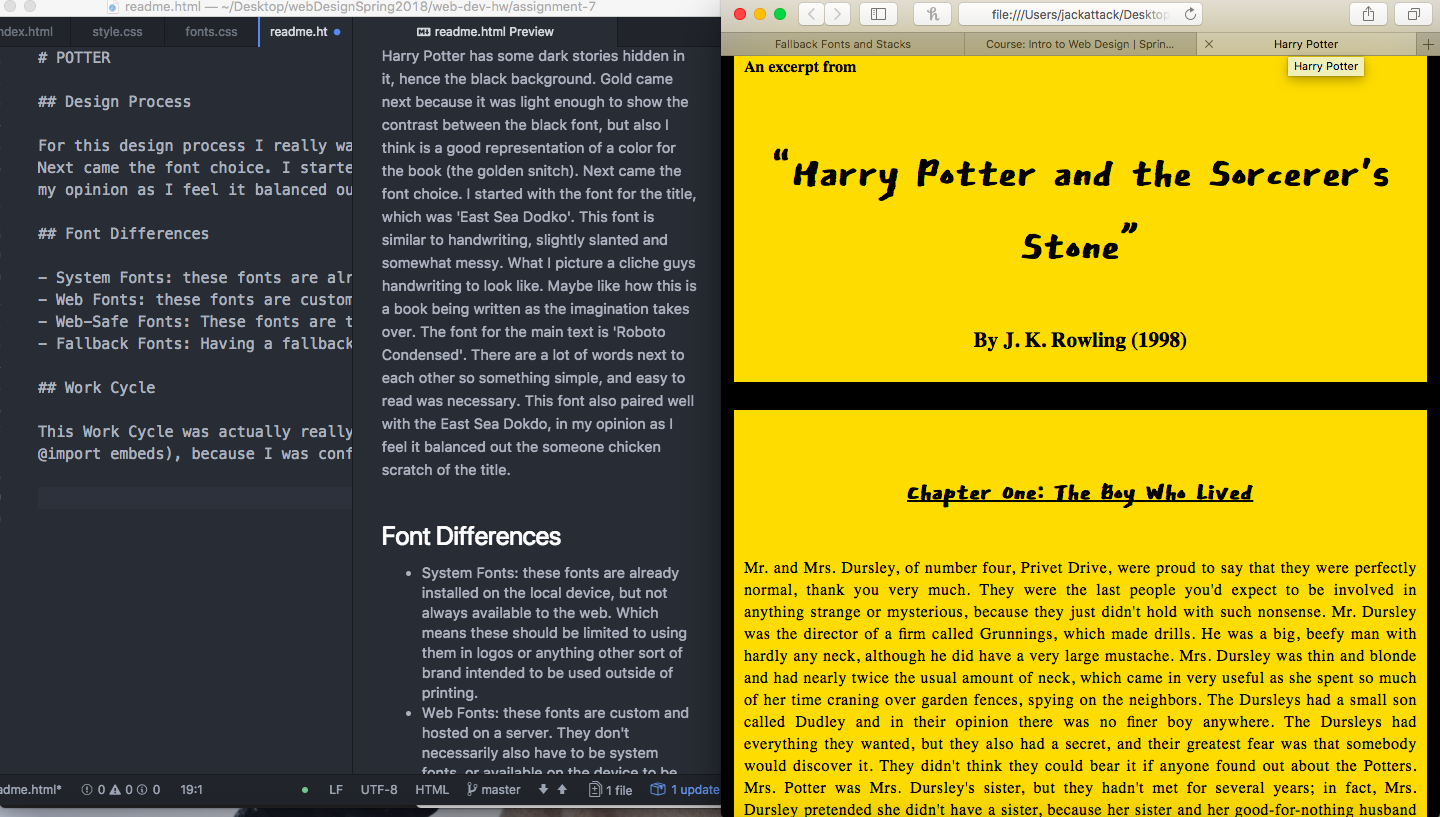 readme.html — ~/Desktop/webDesignSpring2018/web-dev-hw/assignment-7
ndex.html
style.css
fonts.css
readme.ht
readme.html Preview
# POTTER
## Design Process
For this design process I really wa
Next came the font choice. I starte
my opinion as I feel it balanced ou
## Font Differences
- System Fonts: these fonts are alr
- Web Fonts: these fonts are custom
- Web-Safe Fonts: These fonts are t
- Fallback Fonts: Having a fallback
## Work Cycle
This Work Cycle was actually really
@import embeds), because I was conf
Harry Potter has some dark stories hidden in
it, hence the black background. Gold came
next because it was light enough to show the
contrast between the black font, but also I
think is a good representation of a color for
the book (the golden snitch). Next came the
font choice. I started with the font for the title,
which was 'East Sea Dodko'. This font is
similar to handwriting, slightly slanted and
somewhat messy. What I picture a cliche guys
handwriting to look like. Maybe like how this is
a book being written as the imagination takes
over. The font for the main text is 'Roboto
Condensed'. There are a lot of words next to
each other so something simple, and easy to
read was necessary. This font also paired well
with the East Sea Dokdo, in my opinion as I
feel it balanced out the someone chicken
scratch of the title.
Font Differences
• System Fonts: these fonts are already
installed on the local device, but not
always available to the web. Which
means these should be limited to using
them in logos or anything other sort of
brand intended to be used outside of
printing.
• Web Fonts: these fonts are custom and
hosted on a server. They don't
necessarily also have to be system
fonts, or available on the device to be
adme.html*
0
0
0
19:1
LF
UTF-8
HTML
master
1 file
1 update
file:///Users/jackattack/Desktop
Fallback Fonts and Stacks
Course: Intro to Web Design | Sprin...
Harry Potter
Harry Potter
An excerpt from
“Harry Potter and the Sorcerer's
Stone”
By J. K. Rowling (1998)
Chapter One: The Boy Who Lived
Mr. and Mrs. Dursley, of number four, Privet Drive, were proud to say that they were perfectly
normal, thank you very much. They were the last people you'd expect to be involved in
anything strange or mysterious, because they just didn't hold with such nonsense. Mr. Dursley
was the director of a firm called Grunnings, which made drills. He was a big, beefy man with
hardly any neck, although he did have a very large mustache. Mrs. Dursley was thin and blonde
and had nearly twice the usual amount of neck, which came in very useful as she spent so much
of her time craning over garden fences, spying on the neighbors. The Dursleys had a small son
called Dudley and in their opinion there was no finer boy anywhere. The Dursleys had
everything they wanted, but they also had a secret, and their greatest fear was that somebody
would discover it. They didn't think they could bear it if anyone found out about the Potters.
Mrs. Potter was Mrs. Dursley's sister, but they hadn't met for several years; in fact, Mrs.
Dursley pretended she didn't have a sister, because her sister and her good-for-nothing husband